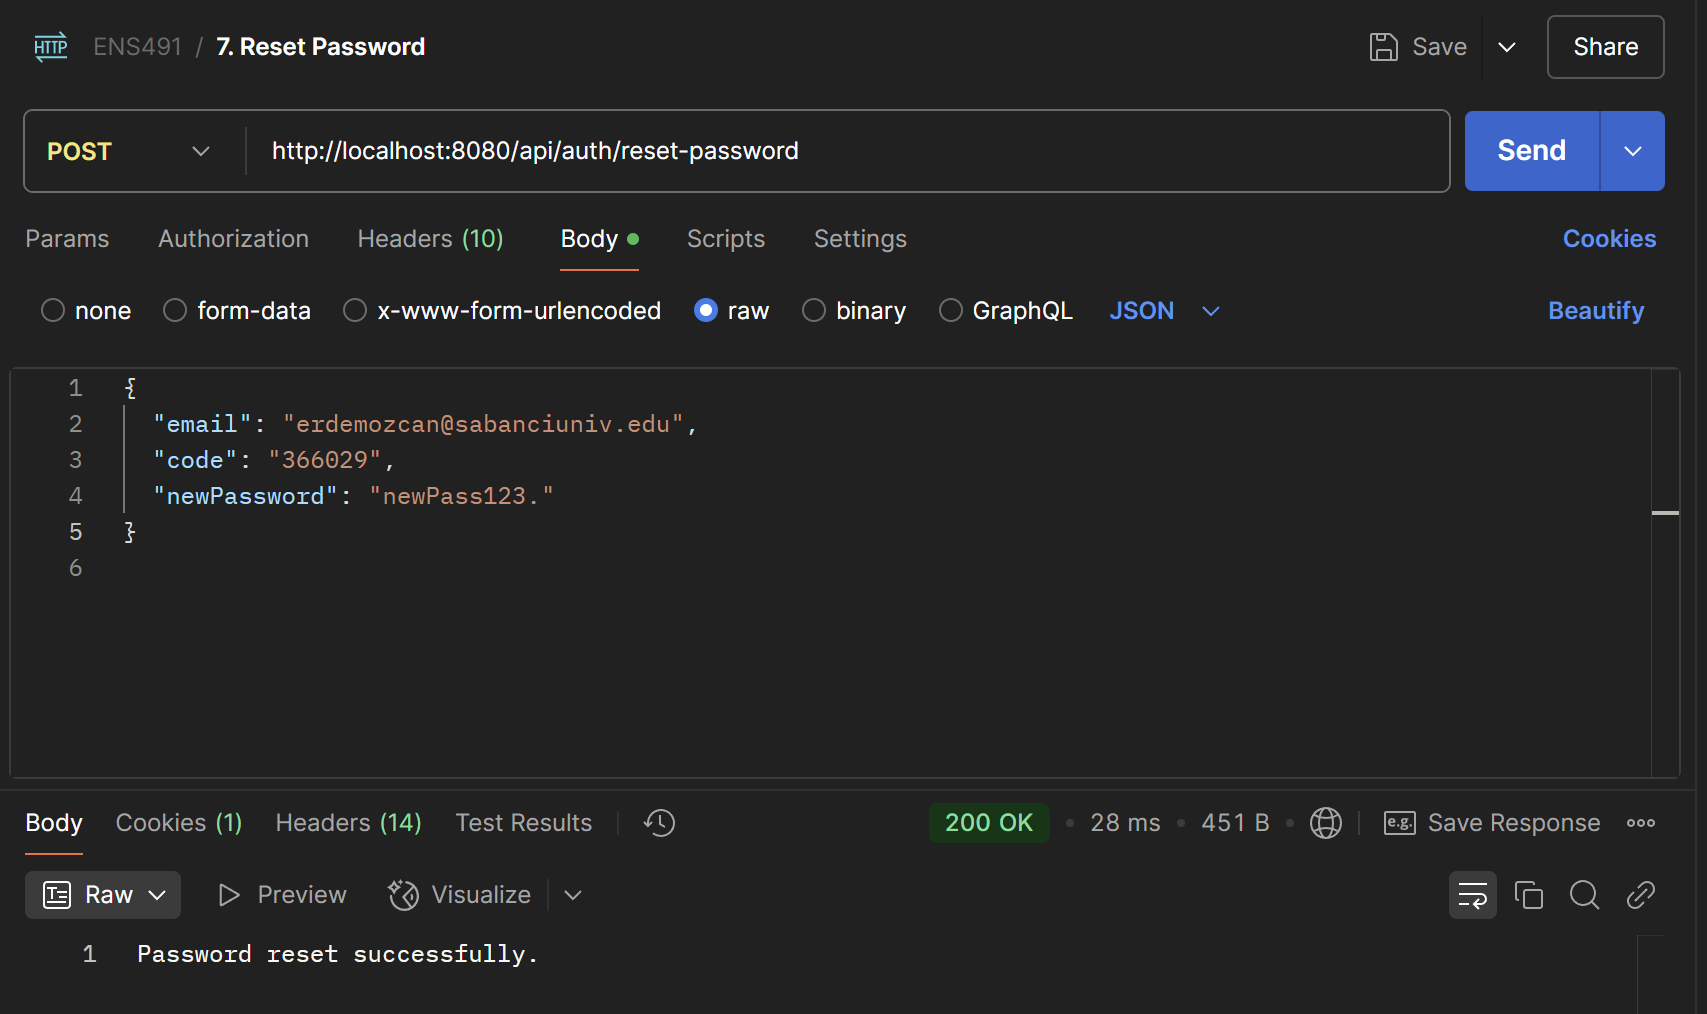 HTTP ENS491 / 7. Reset Password Save Share
POST http://localhost:8080/api/auth/reset-password Send
Params Authorization Headers (10) Body Scripts Settings Cookies
none form-data x-www-form-urlencoded raw binary GraphQL JSON Beautify
1 {
2 "email": "erdemozcan@sabanciuniv.edu",
3 "code": "366029",
4 "newPassword": "newPass123."
5 }
6
Body Cookies (1) Headers (14) Test Results 200 OK • 28 ms • 451 B • e.g. Save Response
Raw Preview Visualize
1 Password reset successfully.